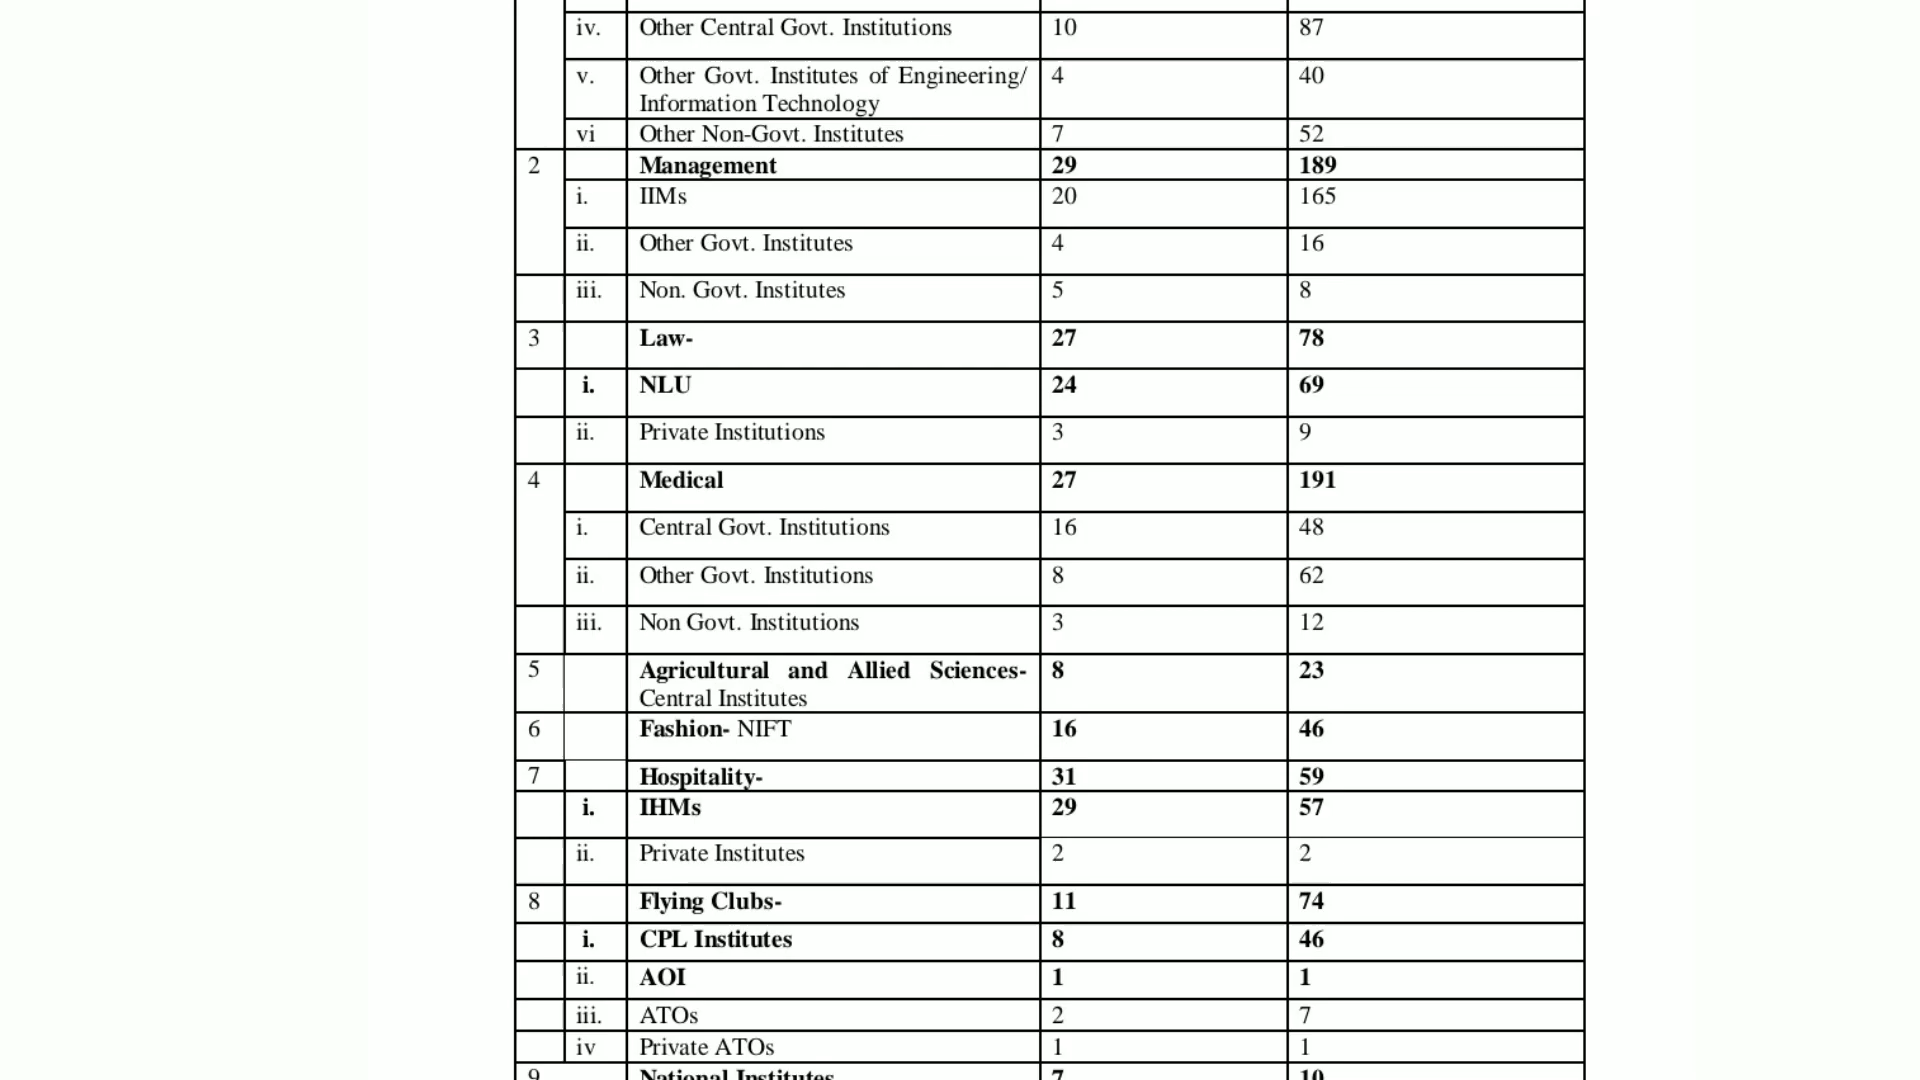 iv. Other Central Govt. Institutions 10 87
v. Other Govt. Institutes of Engineering/ 4 40
Information Technology
vi Other Non-Govt. Institutes 7 52
2 Management 29 189
i. IIMs 20 165
ii. Other Govt. Institutes 4 16
iii. Non. Govt. Institutes 5 8
3 Law- 27 78
i. NLU 24 69
ii. Private Institutions 3 9
4 Medical 27 191
i. Central Govt. Institutions 16 48
ii. Other Govt. Institutions 8 62
iii. Non Govt. Institutions 3 12
5 Agricultural and Allied Sciences- 8 23
Central Institutes
6 Fashion- NIFT 16 46
7 Hospitality- 31 59
i. IHMs 29 57
ii. Private Institutes 2 2
8 Flying Clubs- 11 74
i. CPL Institutes 8 46
ii. AOI 1 1
iii. ATOs 2 7
iv Private ATOs 1 1
9 National Institutes 7 10